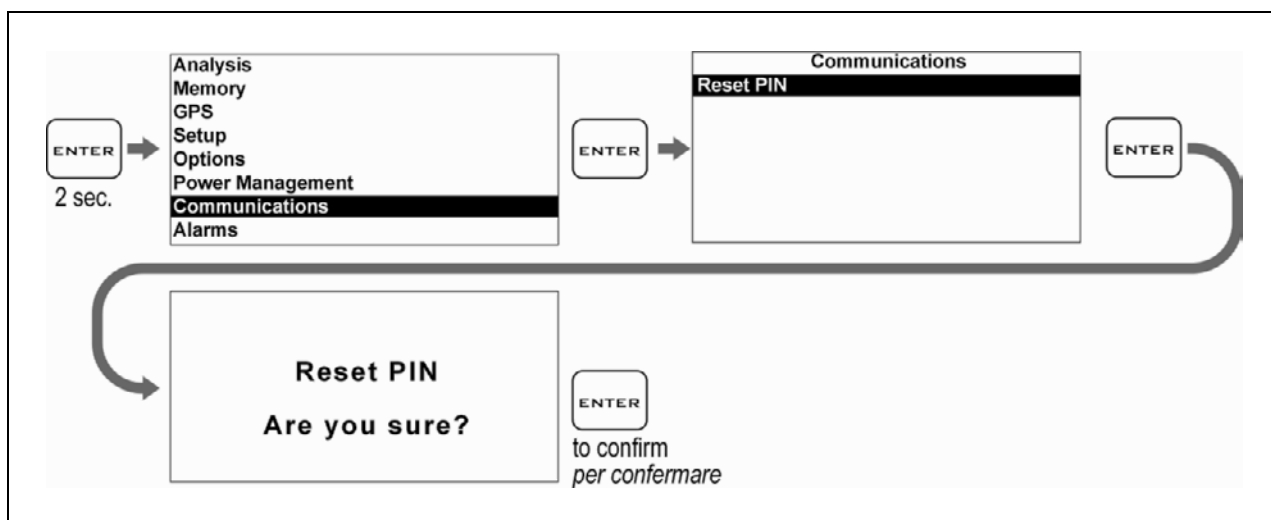 ENTER
2 sec.
Analysis
Memory
GPS
Setup
Options
Power Management
Communications
Alarms
ENTER
Communications
Reset PIN
ENTER
Reset PIN
Are you sure?
ENTER
to confirm
per confermare